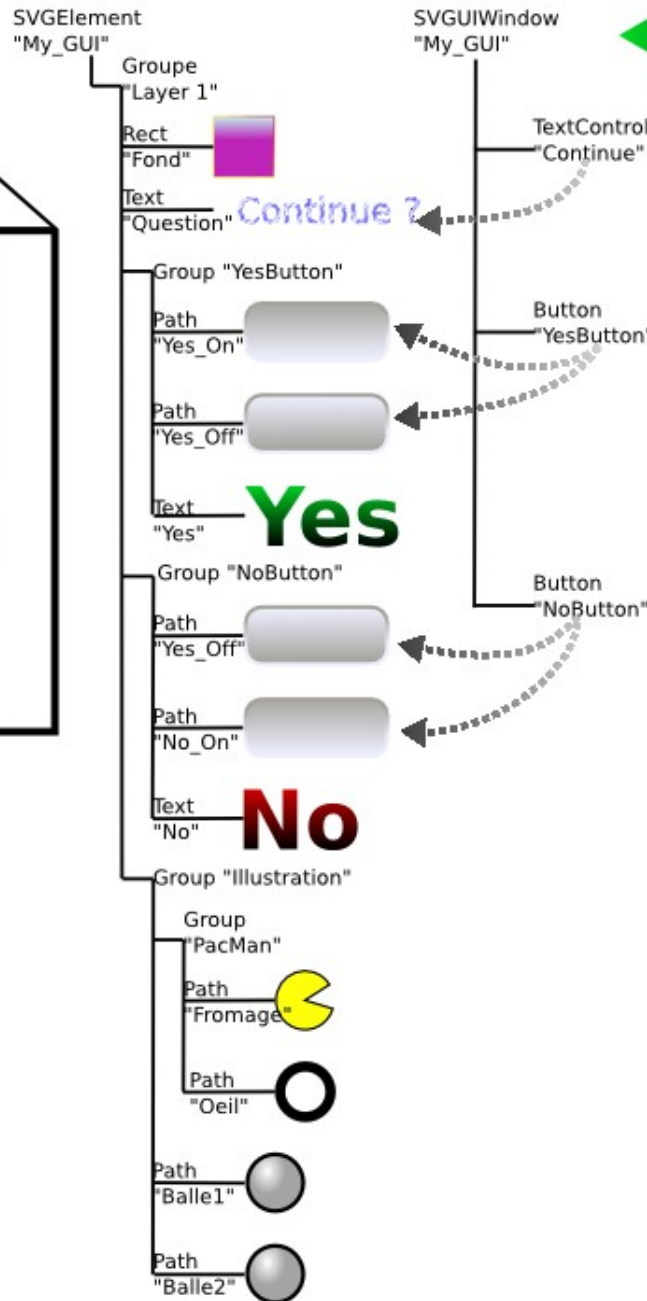 SVGElement
"My_GUI"
Groupe
"Layer 1"
Rect
"Fond"
Text
"Question"
Continue ?
Group "YesButton"
Path
"Yes_On"
Path
"Yes_Off"
Text
"Yes"
Yes
Group "NoButton"
Path
"Yes_Off"
Path
"No_On"
Text
"No"
No
Group "Illustration"
Group
"PacMan"
Path
"Fromage"
Path
"Oeil"
Path
"Balle1"
Path
"Balle2"
SVGUIWindow
"My_GUI"
TextControl
"Continue"
Button
"YesButton"
Button
"NoButton"